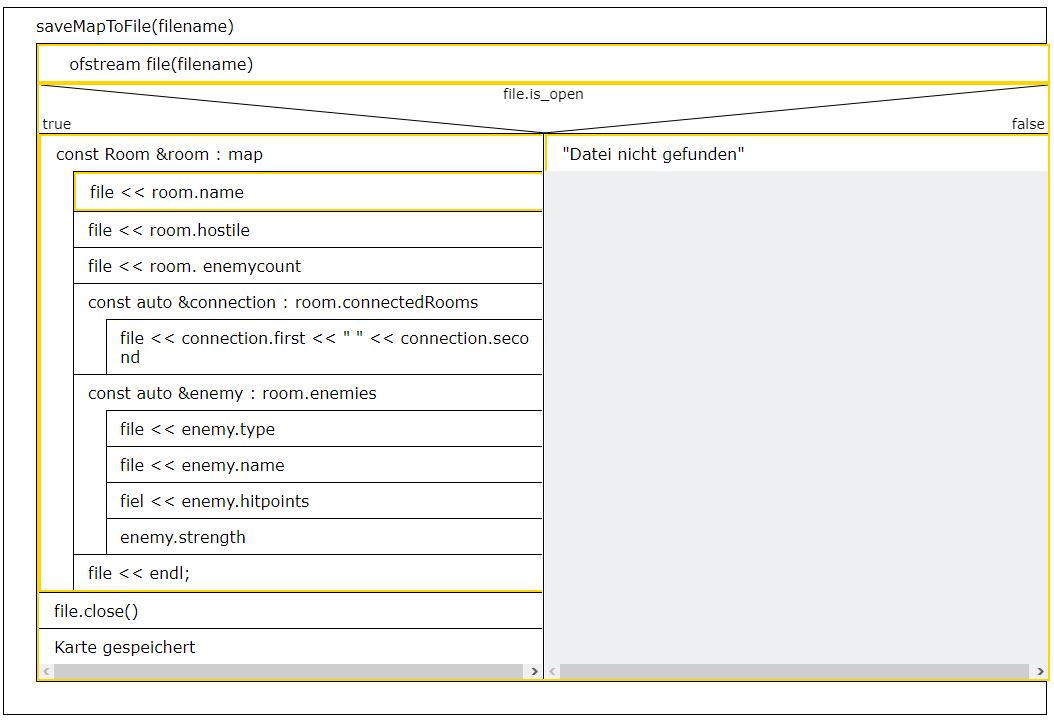 saveMapToFile(filename)
ofstream file(filename)
file.is_open
true
false
const Room &room : map
"Datei nicht gefunden"
file << room.name
file << room.hostile
file << room. enemycount
const auto &connection : room.connectedRooms
file << connection.first << " " << connection.seco
nd
const auto &enemy : room.enemies
file << enemy.type
file << enemy.name
fiel << enemy.hitpoints
enemy.strength
file << endl;
file.close()
Karte gespeichert